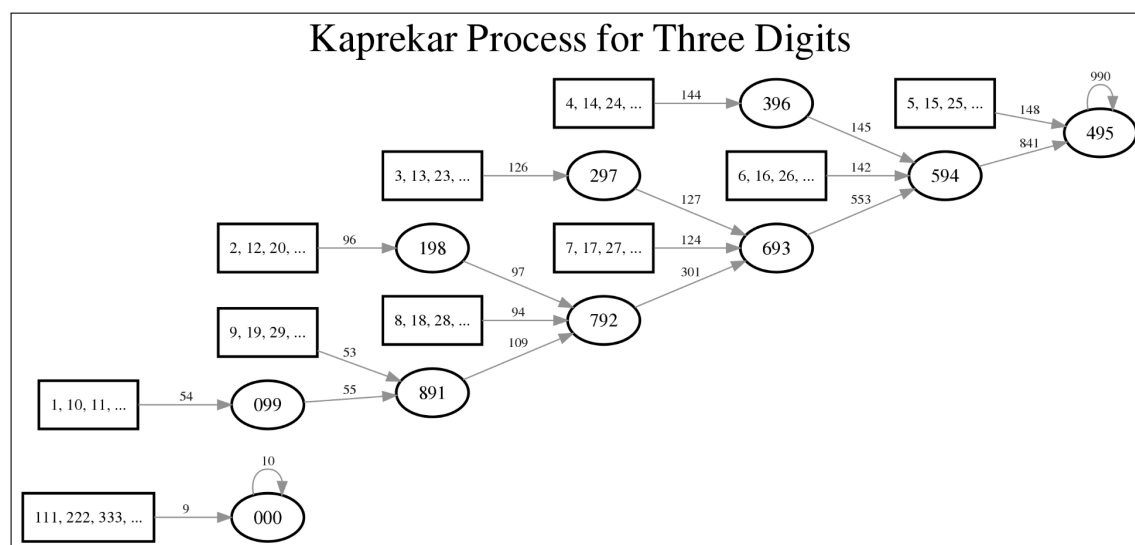 Kaprekar Process for Three Digits
990
4, 14, 24, ...
144
396
5, 15, 25, ...
148
495
145
841
3, 13, 23, ...
126
297
6, 16, 26, ...
142
594
127
553
2, 12, 20, ...
96
198
7, 17, 27, ...
124
693
97
301
9, 19, 29, ...
8, 18, 28, ...
94
792
53
109
1, 10, 11, ...
54
099
55
891
10
111, 222, 333, ...
9
000